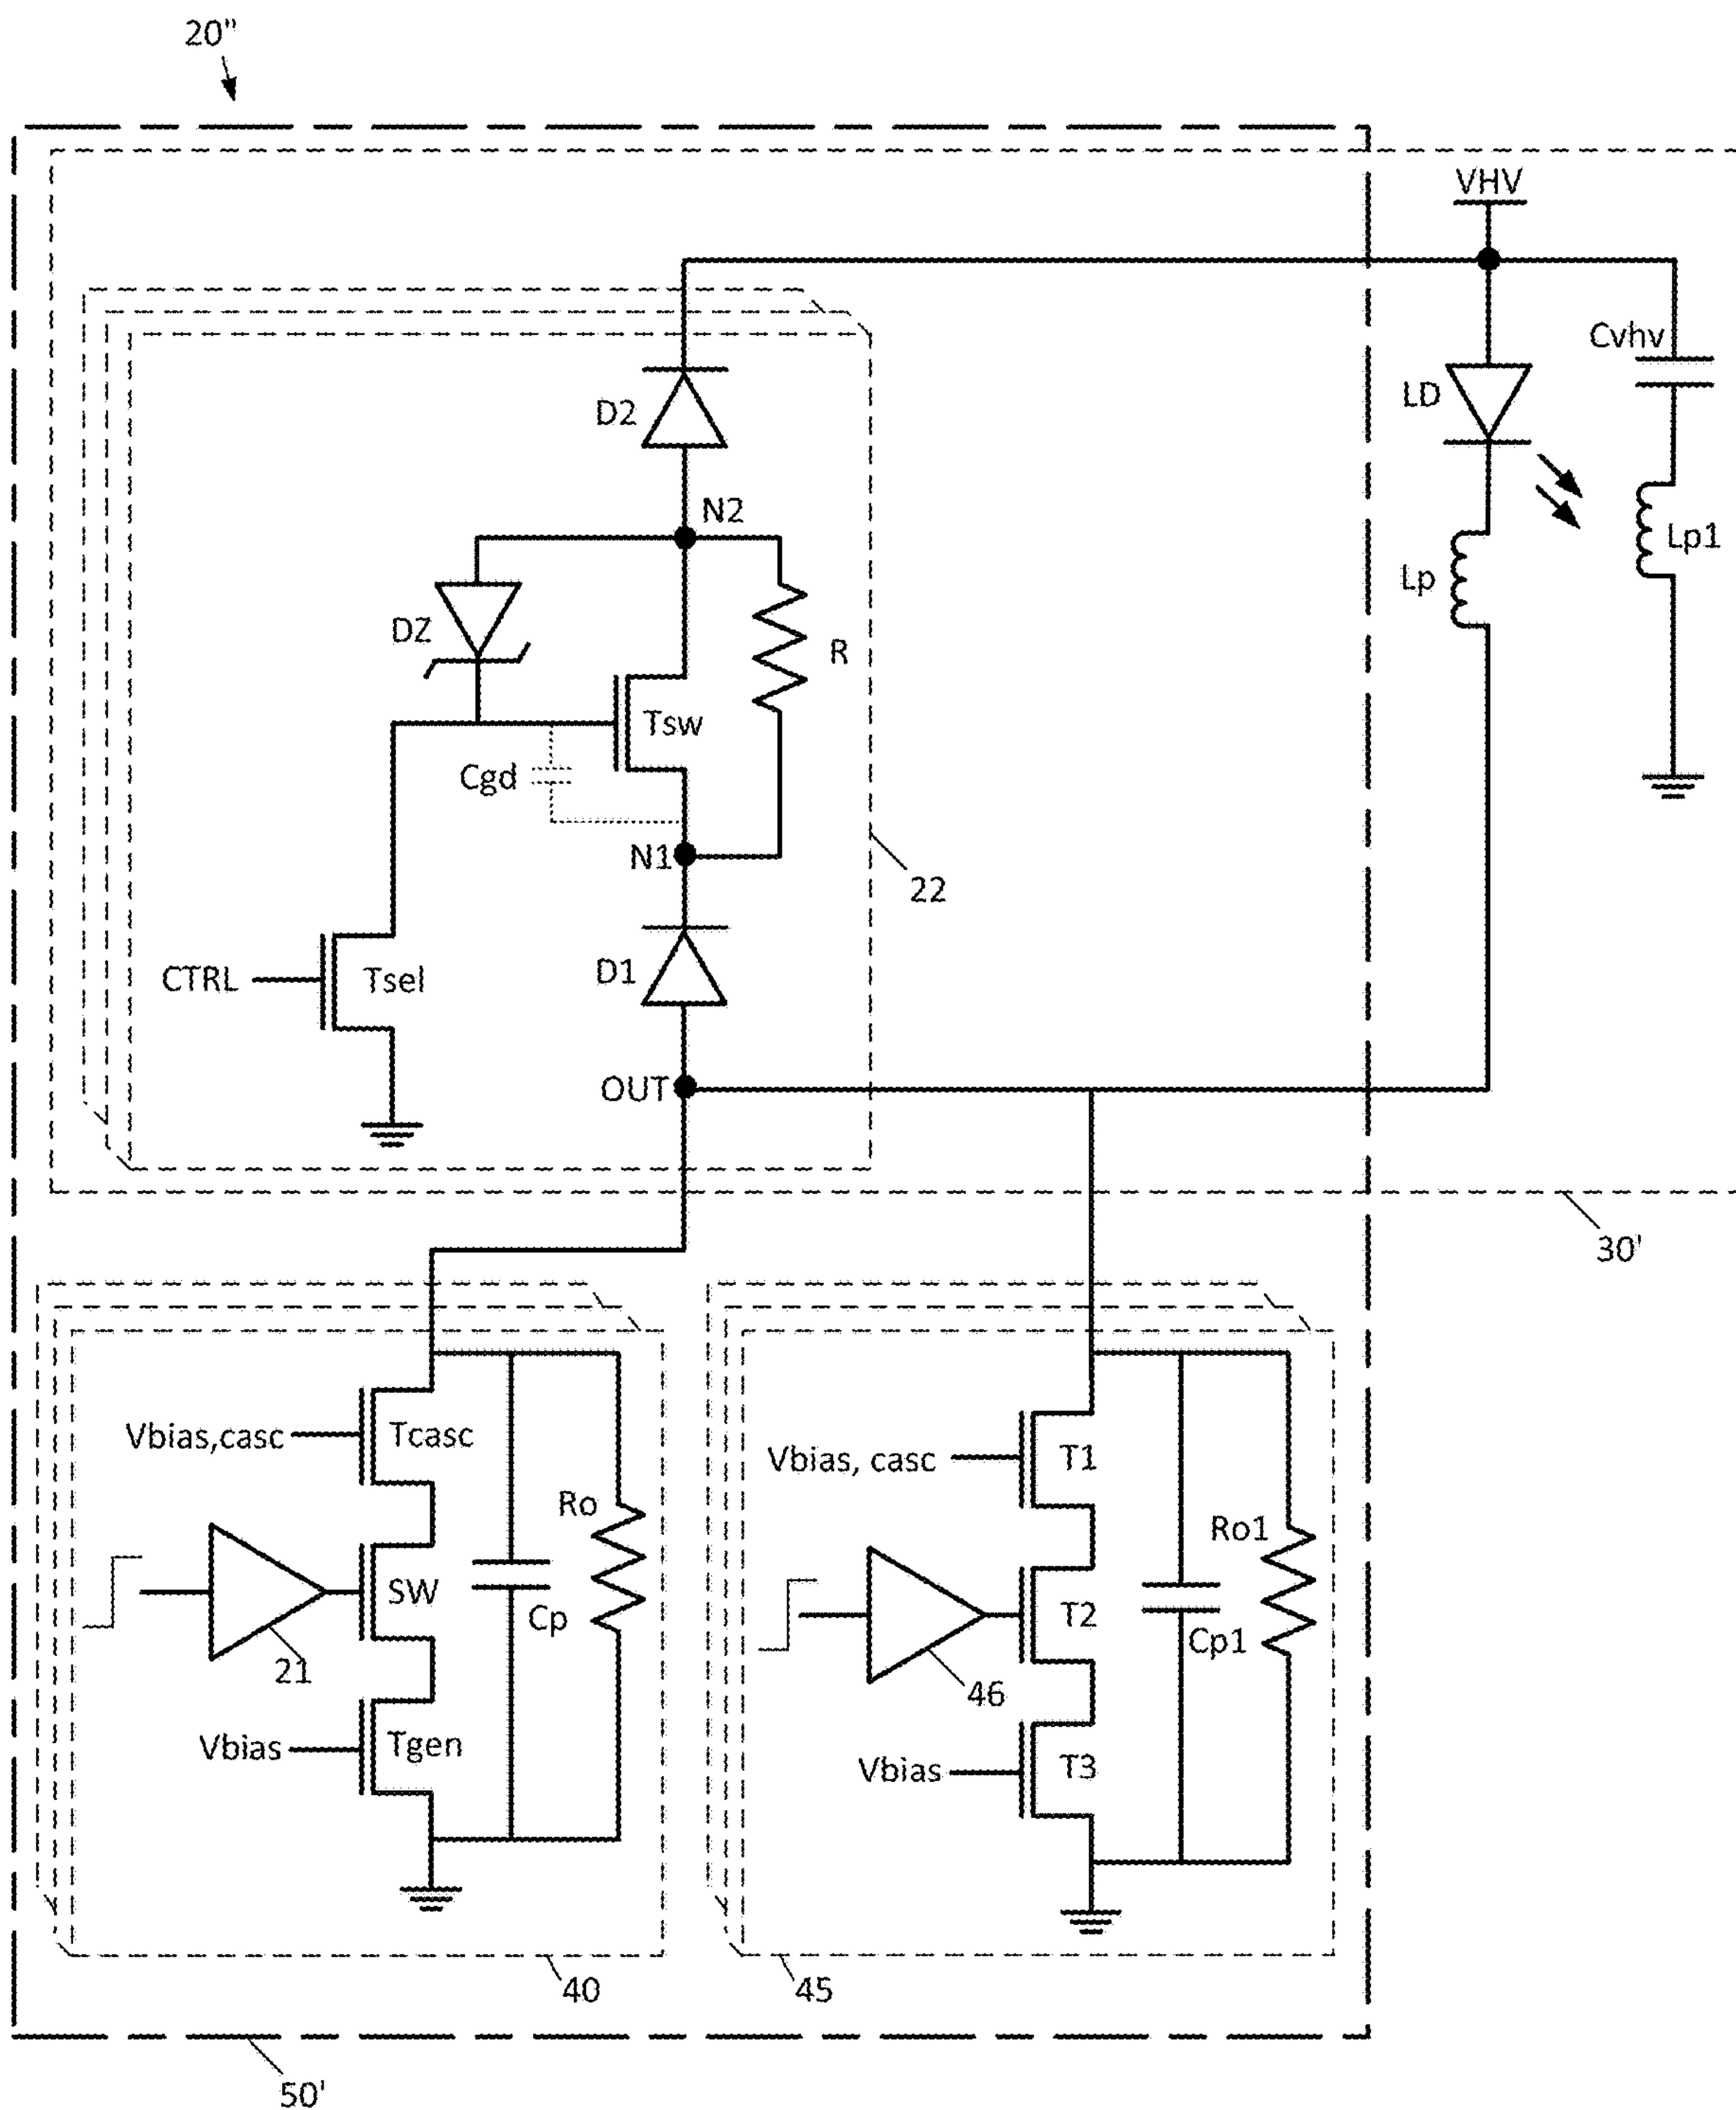 20"
VHV
Cvhv
D2
LD
N2
Lp1
Lp
DZ
R
Tsw
Cgd
N1
22
D1
CTRL
Tsel
OUT
30'
Vbias,casc
Tcasc
Vbias, casc
T1
Ro
Ro1
SW
T2
Cp
Cp1
21
46
Vbias
Tgen
Vbias
T3
40
45
50'